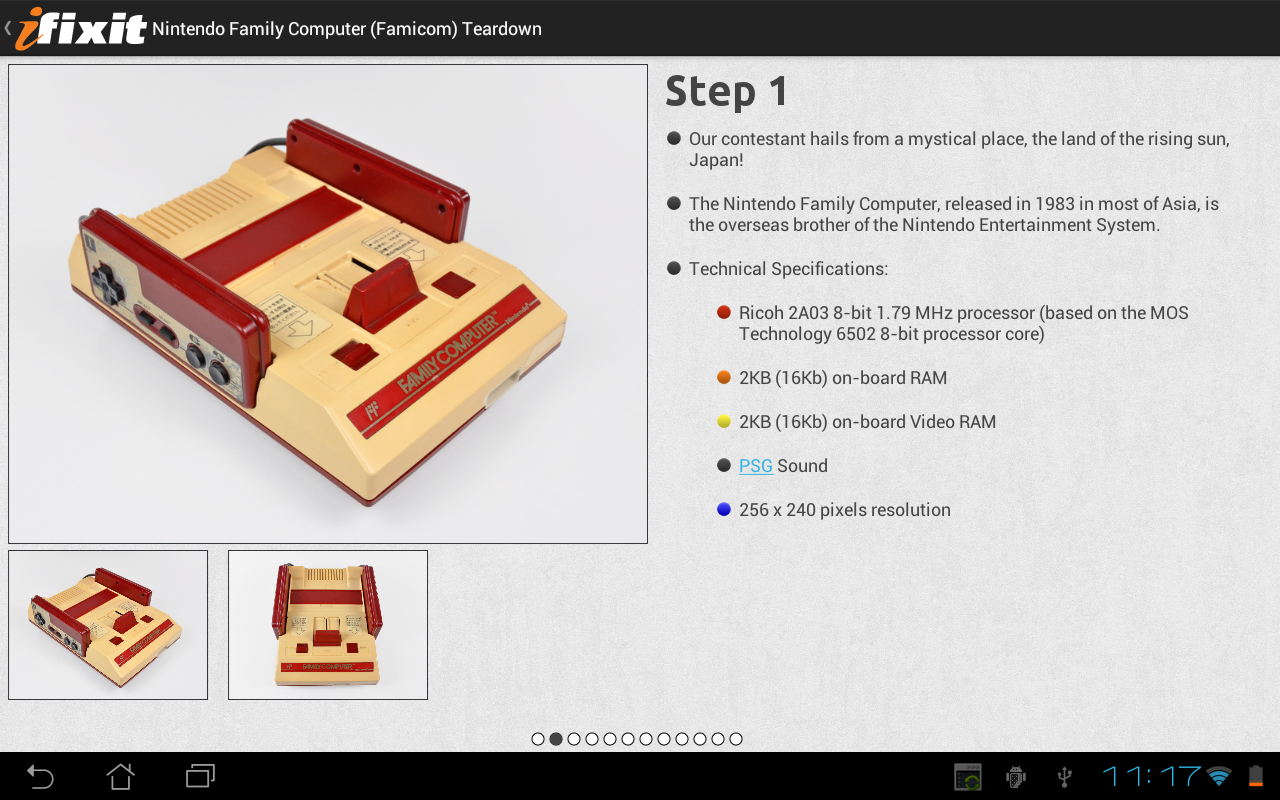 ifixit Nintendo Family Computer (Famicom) Teardown
Step 1
Our contestant hails from a mystical place, the land of the rising sun,
Japan!
The Nintendo Family Computer, released in 1983 in most of Asia, is
the overseas brother of the Nintendo Entertainment System.
Technical Specifications:
Ricoh 2A03 8-bit 1.79 MHz processor (based on the MOS
Technology 6502 8-bit processor core)
2KB (16Kb) on-board RAM
2KB (16Kb) on-board Video RAM
PSG Sound
256 x 240 pixels resolution
FAMILY COMPUTER™
Nintendo®
FAMILY COMPUTER™
11:17